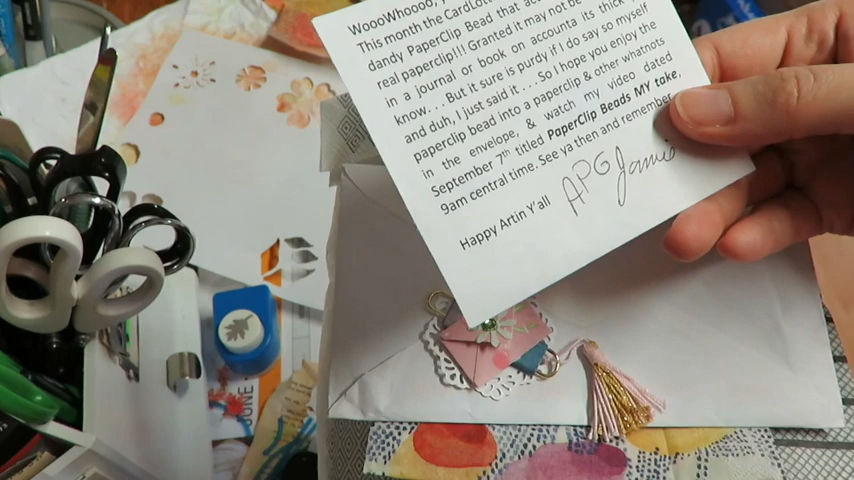 WoooWhoooo,
This month the CardLot
dandy PaperClip Bead that
real paperclip!!! Granted it may not be
in a journal or book on accounta its thick
know... But it sure is purdy if I do say so myself
and duh, I just said it... So I hope you enjoy the
paperclip bead into a paperclip & other whatnots
in the envelope, & watch my video dated
September 7th titled PaperClip Beads MY take,
9am central time. See ya then and remember
Happy Artin Y'all APG Jamie
JUNE